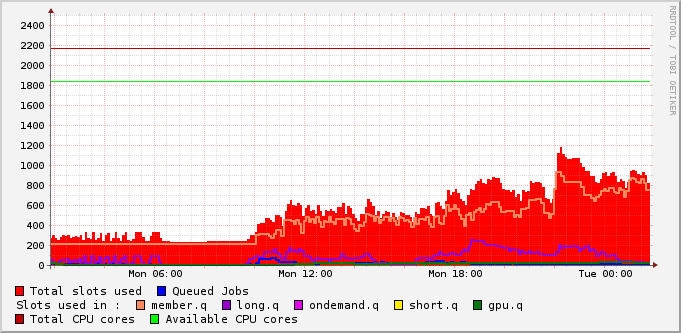 2400
2200
2000
1800
1600
1400
1200
1000
800
600
400
200
0
Mon 06:00 Mon 12:00 Mon 18:00 Tue 00:00
Total slots used Queued Jobs
Slots used in : member.q long.q ondemand.q short.q gpu.q
Total CPU cores Available CPU cores
RRDTOOL / TOBI OETIKER